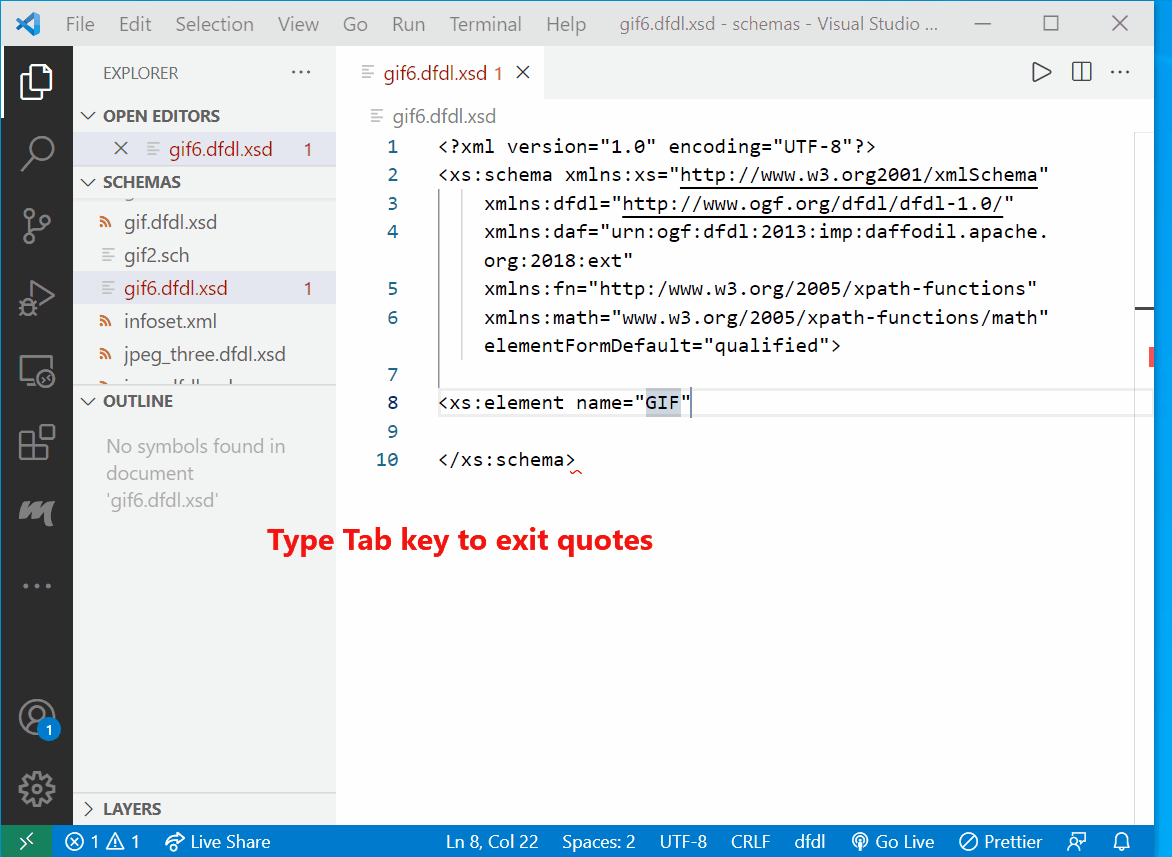 File Edit Selection View Go Run Terminal Help gif6.dfdl.xsd - schemas - Visual Studio ...
EXPLORER ...
gif6.dfdl.xsd 1
OPEN EDITORS
gif6.dfdl.xsd 1
SCHEMAS
gif.dfdl.xsd
gif2.sch
gif6.dfdl.xsd 1
infoset.xml
jpeg_three.dfdl.xsd
OUTLINE
No symbols found in
document
'gif6.dfdl.xsd'
LAYERS
gif6.dfdl.xsd
1 <?xml version="1.0" encoding="UTF-8"?>
2 <xs:schema xmlns:xs="http://www.w3.org2001/xmlSchema"
3 xmlns:dfdl="http://www.ogf.org/dfdl/dfdl-1.0/"
4 xmlns:daf="urn:ogf:dfdl:2013:imp:daffodil.apache.
org:2018:ext"
5 xmlns:fn="http:/www.w3.org/2005/xpath-functions"
6 xmlns:math="www.w3.org/2005/xpath-functions/math"
elementFormDefault="qualified">
7
8 <xs:element name="GIF"
9
10 </xs:schema>
Type Tab key to exit quotes
1
1 1 Live Share Ln 8, Col 22 Spaces: 2 UTF-8 CRLF dfdl Go Live Prettier